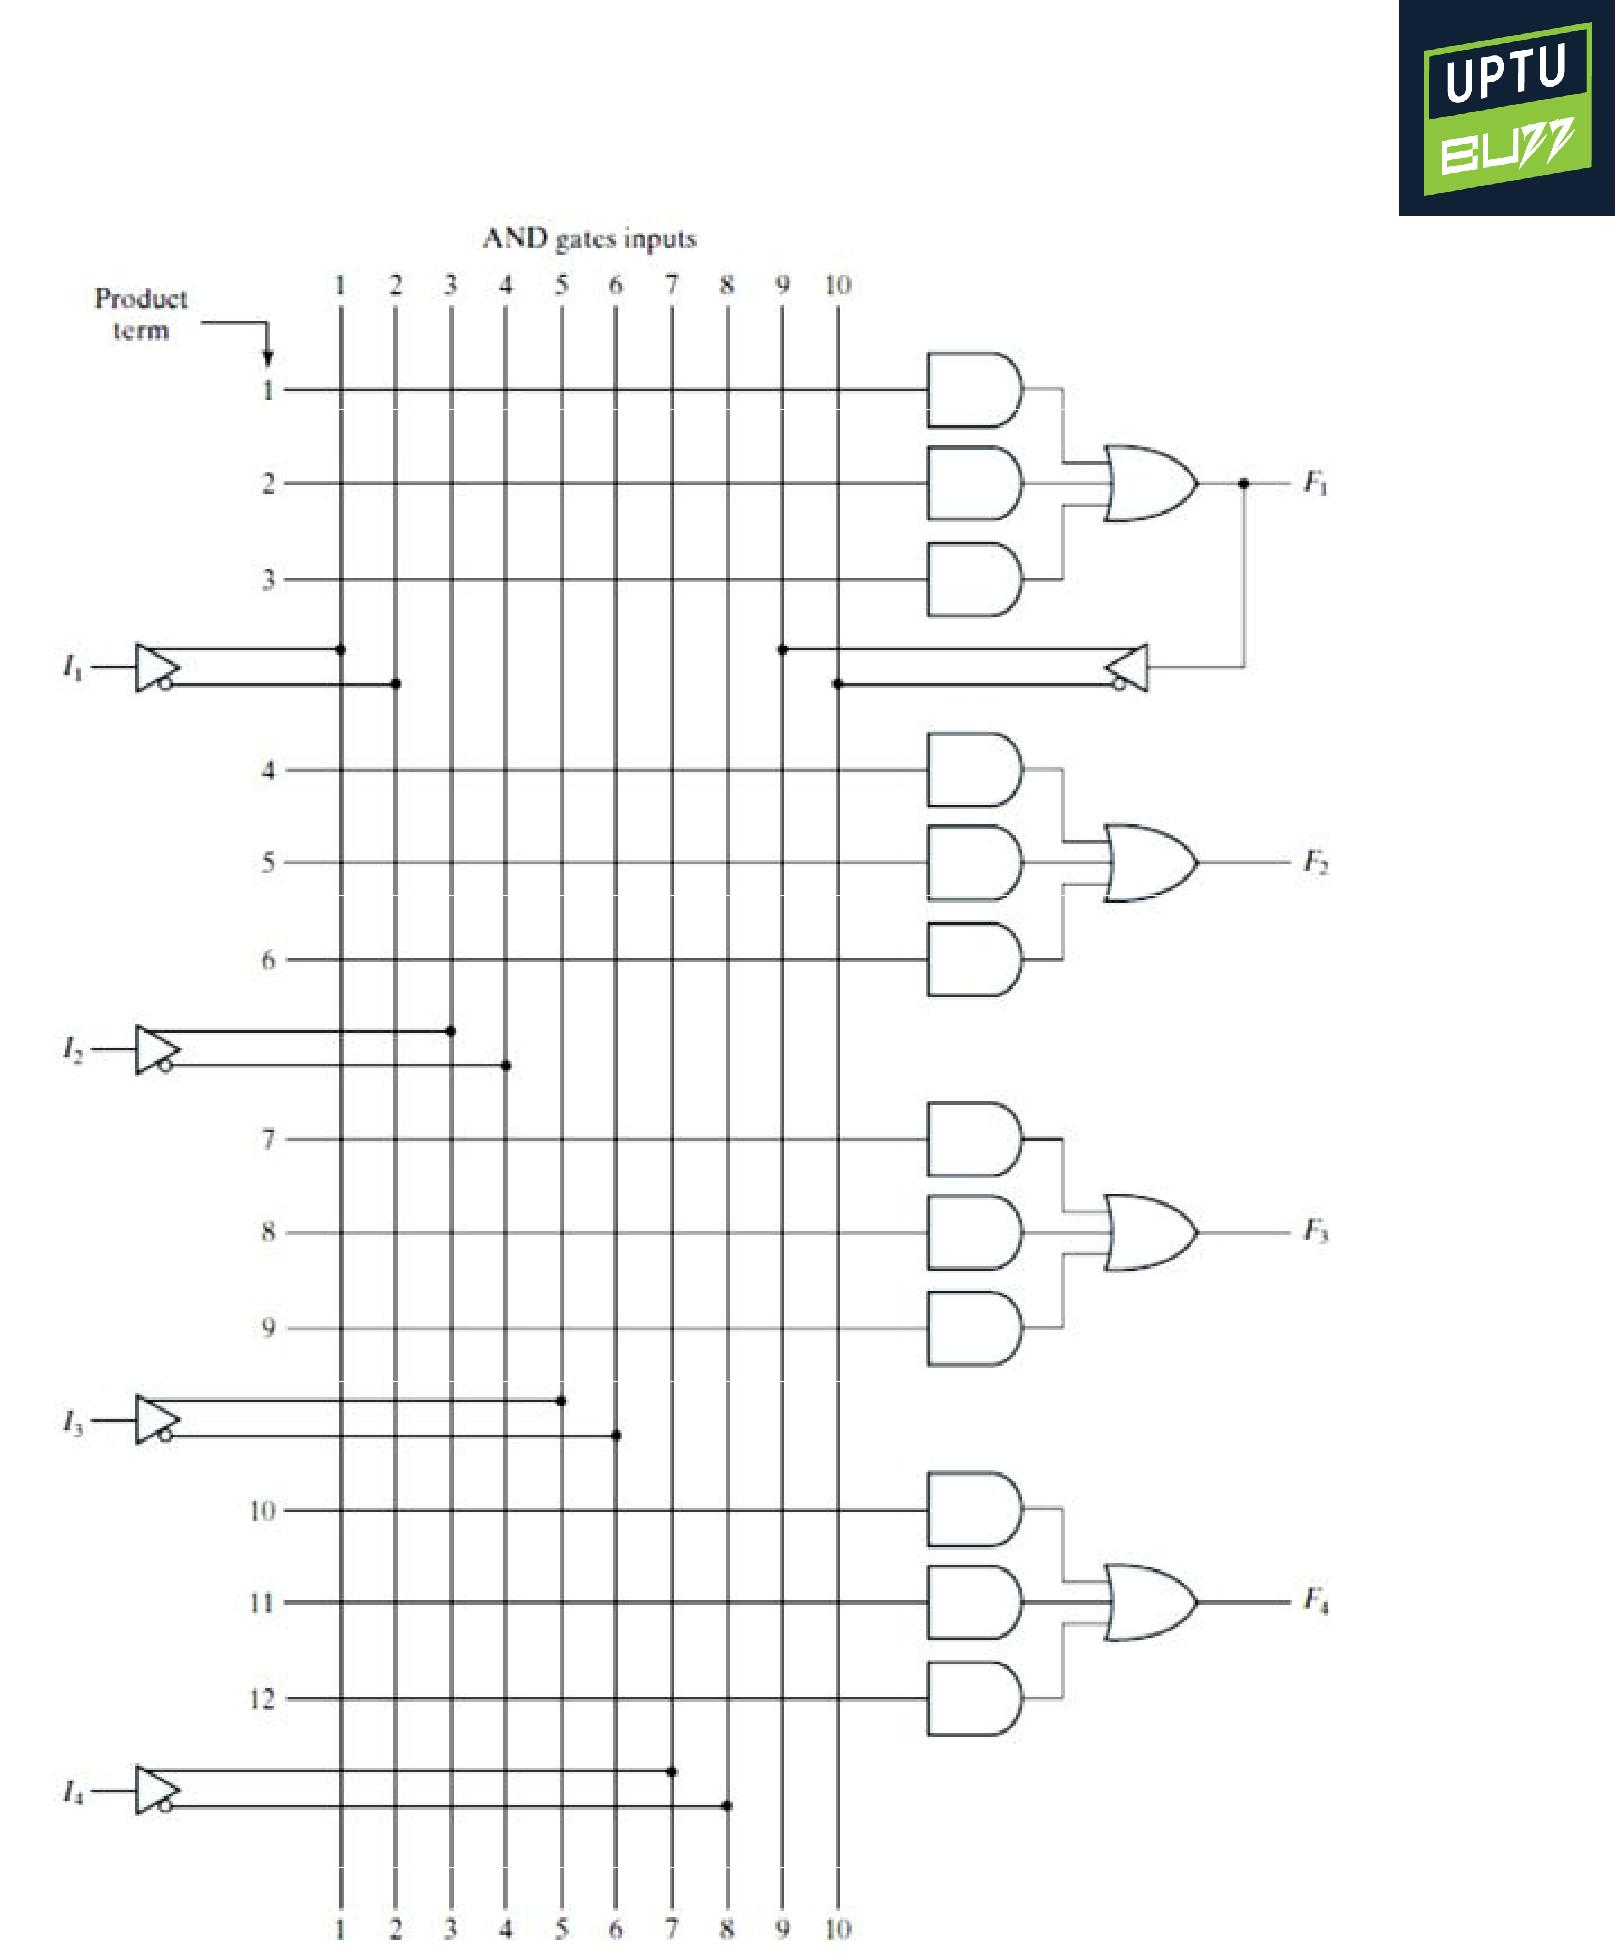 UPTU
BUZZ
AND gates inputs
1 2 3 4 5 6 7 8 9 10
Product
term
1
2
F₁
3
I₁
4
5
F₂
6
I₂
7
8
F₃
9
I₃
10
11
F₄
12
I₄
1 2 3 4 5 6 7 8 9 10